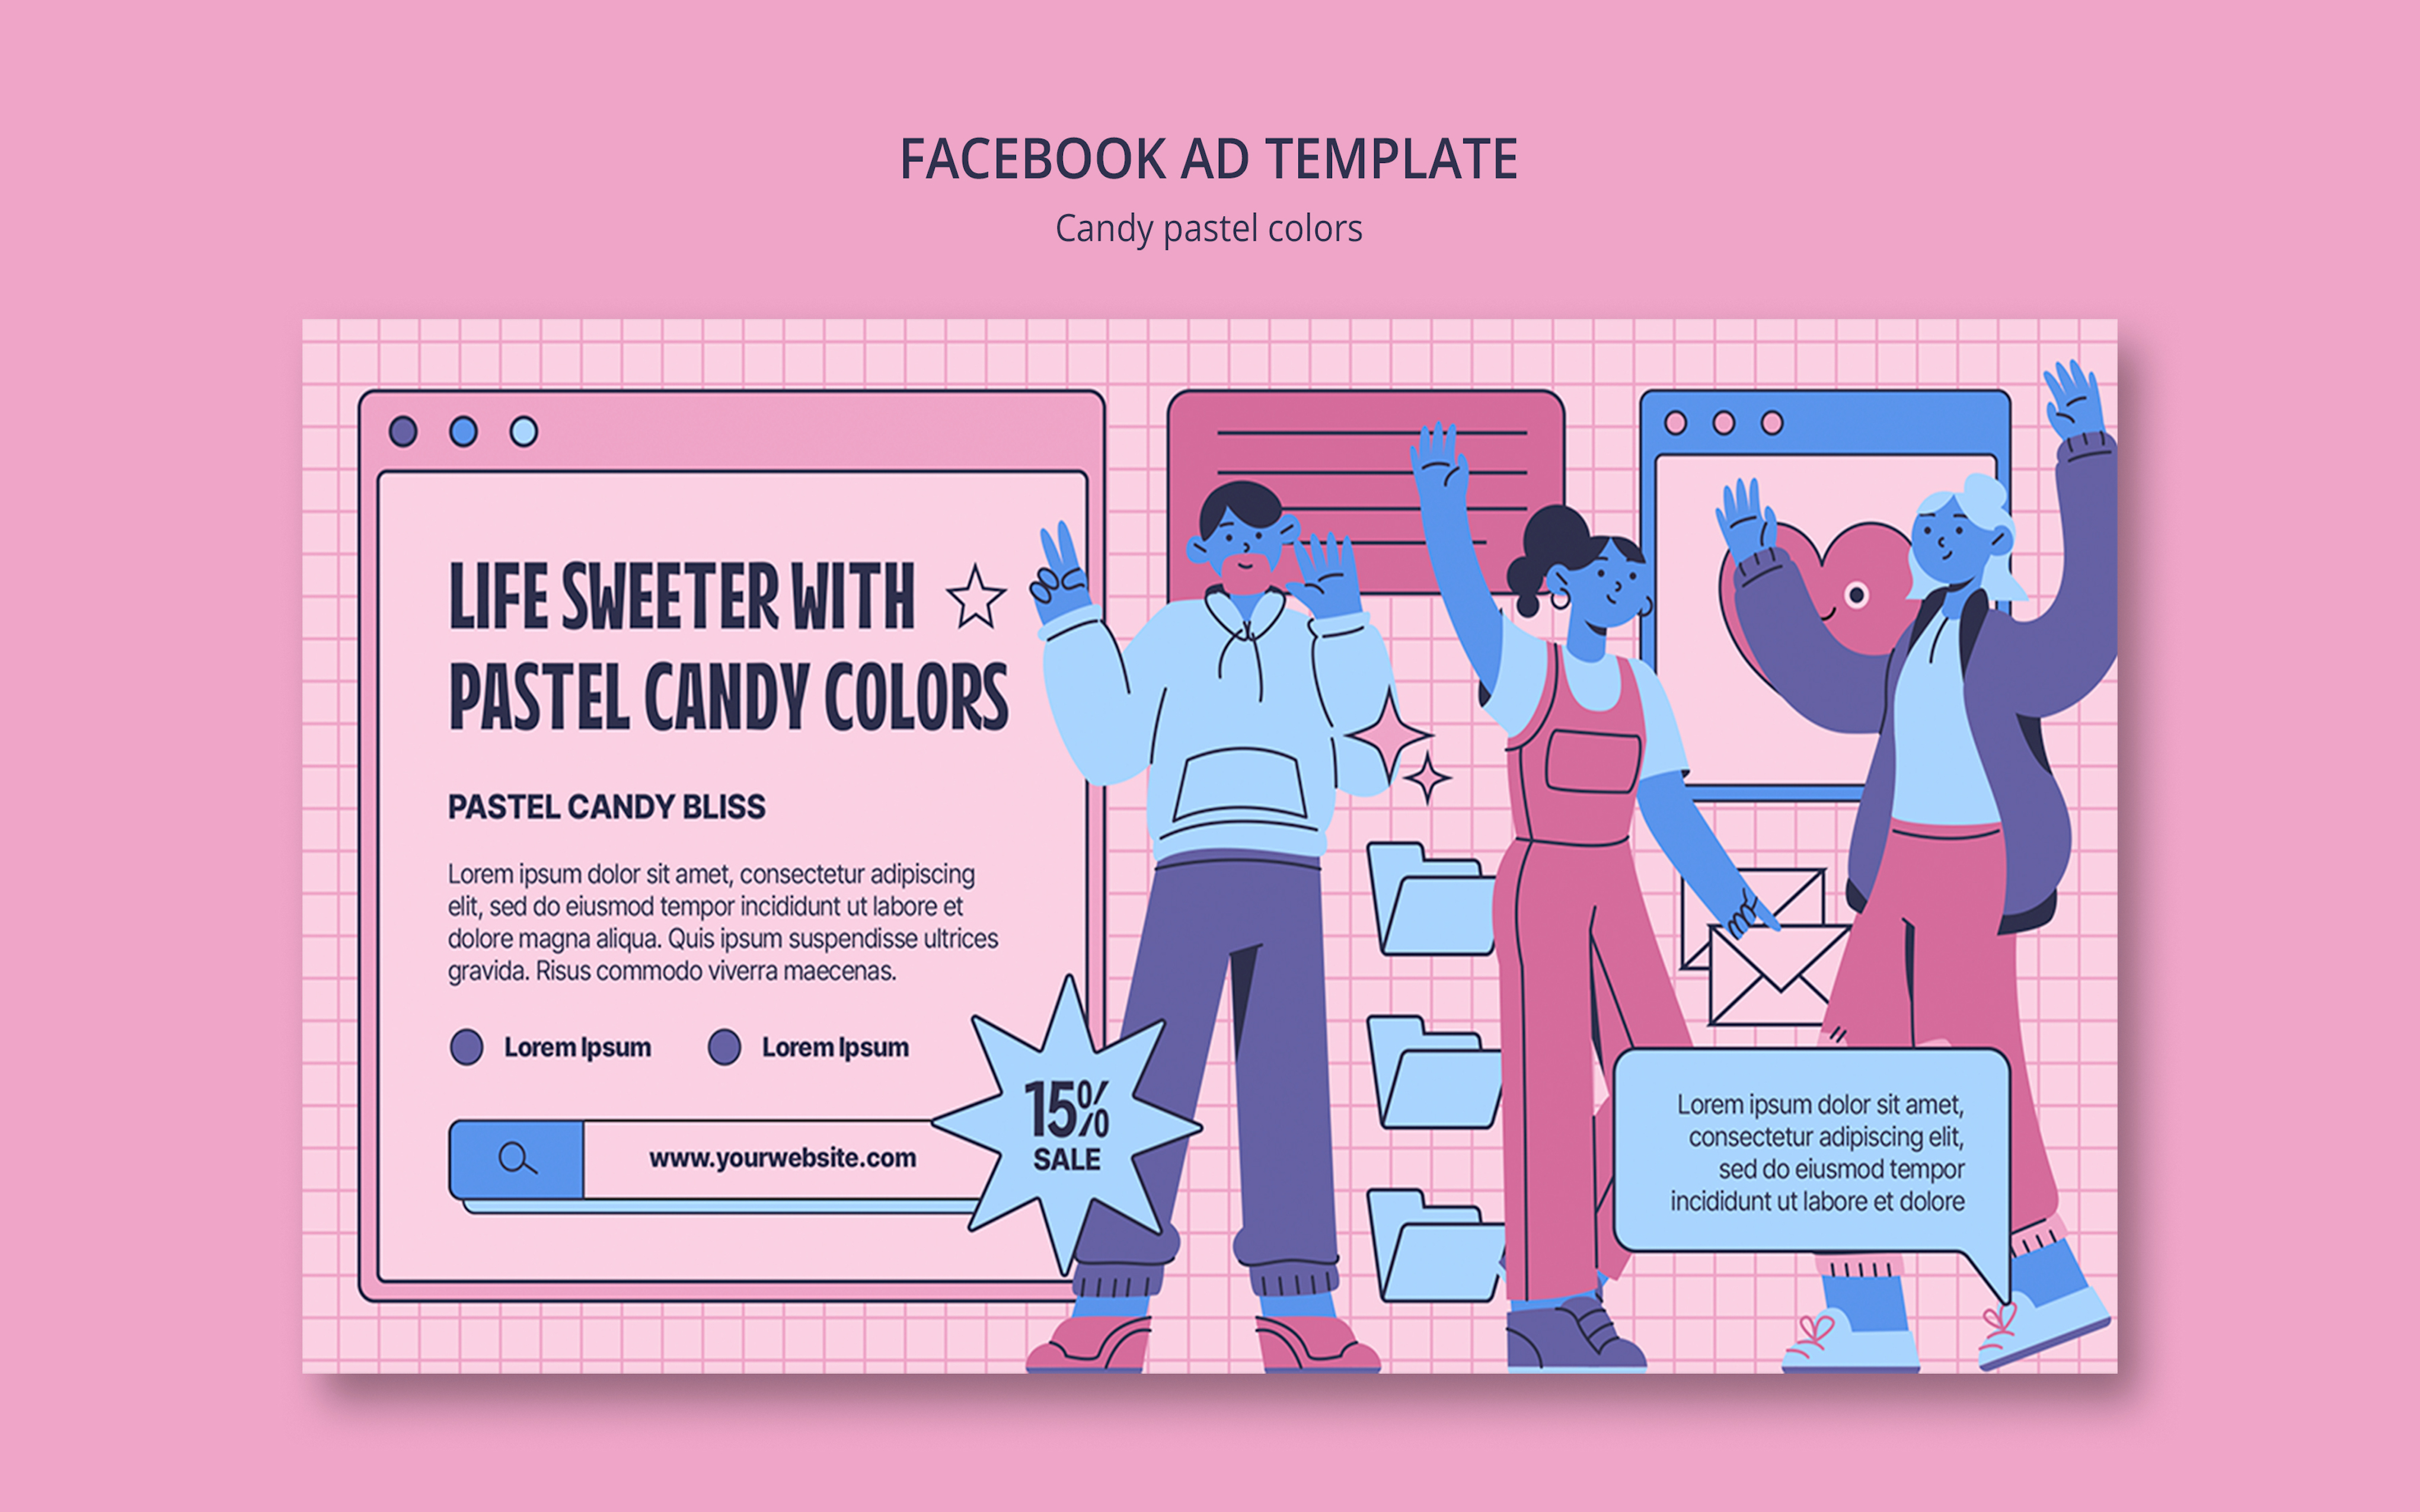 FACEBOOK AD TEMPLATE
Candy pastel colors
LIFE SWEETER WITH
PASTEL CANDY COLORS
PASTEL CANDY BLISS
Lorem ipsum dolor sit amet, consectetur adipiscing
elit, sed do eiusmod tempor incididunt ut labore et
dolore magna aliqua. Quis ipsum suspendisse ultrices
gravida. Risus commodo viverra maecenas.
Lorem Ipsum
Lorem Ipsum
www.yourwebsite.com
15%
SALE
Lorem ipsum dolor sit amet,
consectetur adipiscing elit,
sed do eiusmod tempor
incididunt ut labore et dolore